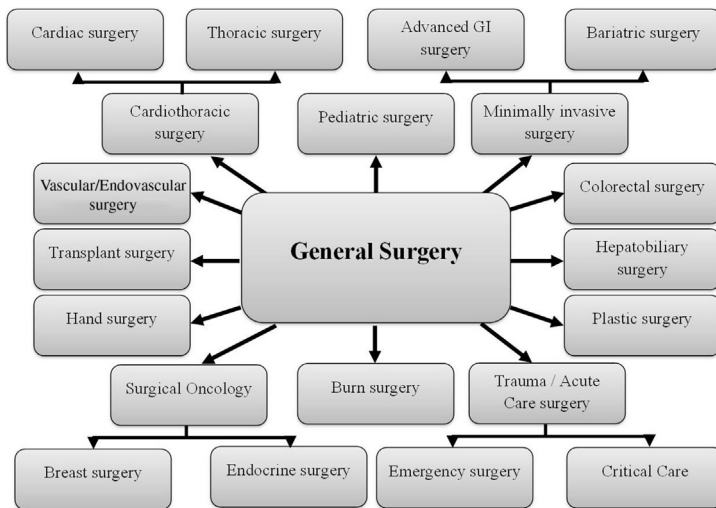 Cardiac surgery
Thoracic surgery
Advanced GI
surgery
Bariatric surgery
Cardiothoracic
surgery
Pediatric surgery
Minimally invasive
surgery
Vascular/Endovascular
surgery
Colorectal surgery
General Surgery
Transplant surgery
Hepatobiliary
surgery
Hand surgery
Plastic surgery
Surgical Oncology
Burn surgery
Trauma / Acute
Care surgery
Breast surgery
Endocrine surgery
Emergency surgery
Critical Care